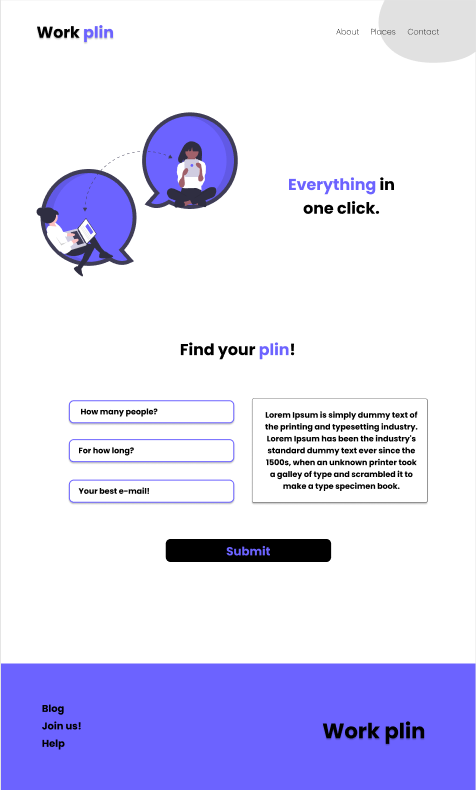 Work plin
About Places Contact
Everything in
one click.
Find your plin!
How many people?
For how long?
Your best e-mail!
Lorem Ipsum is simply dummy text of
the printing and typesetting industry.
Lorem Ipsum has been the industry's
standard dummy text ever since the
1500s, when an unknown printer took
a galley of type and scrambled it to
make a type specimen book.
Submit
Blog
Join us!
Help
Work plin